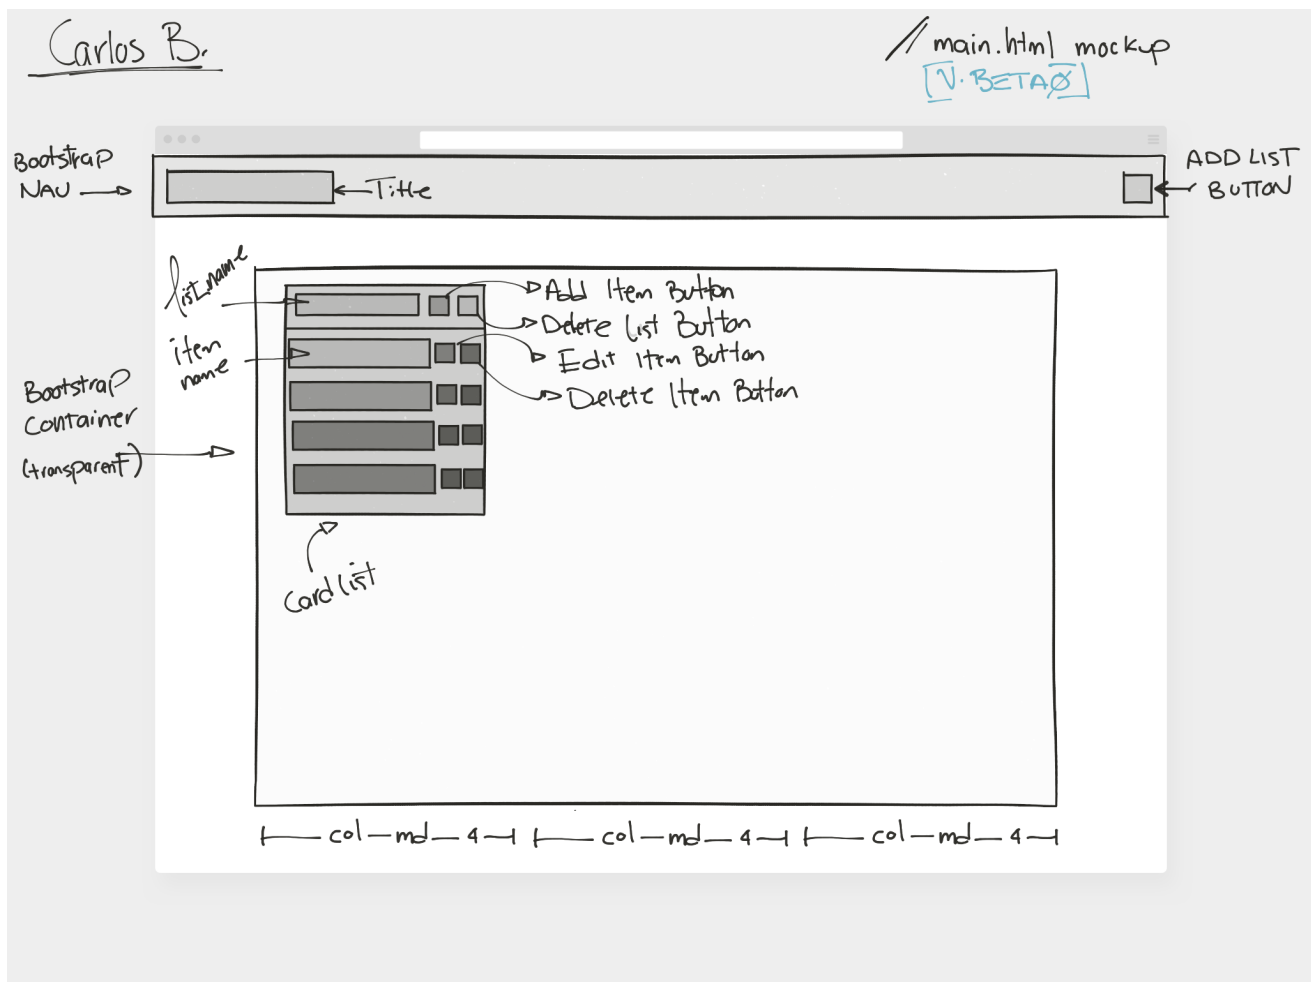 Carlos B.
// main.html mockup
[V.BETA0]
Bootstrap
NAV
Title
ADD LIST
BUTTON
list_name
Add Item Button
Delete List Button
item
name
Edit Item Button
Delete Item Button
Bootstrap
Container
(transparent)
Card list
col-md-4
col-md-4
col-md-4